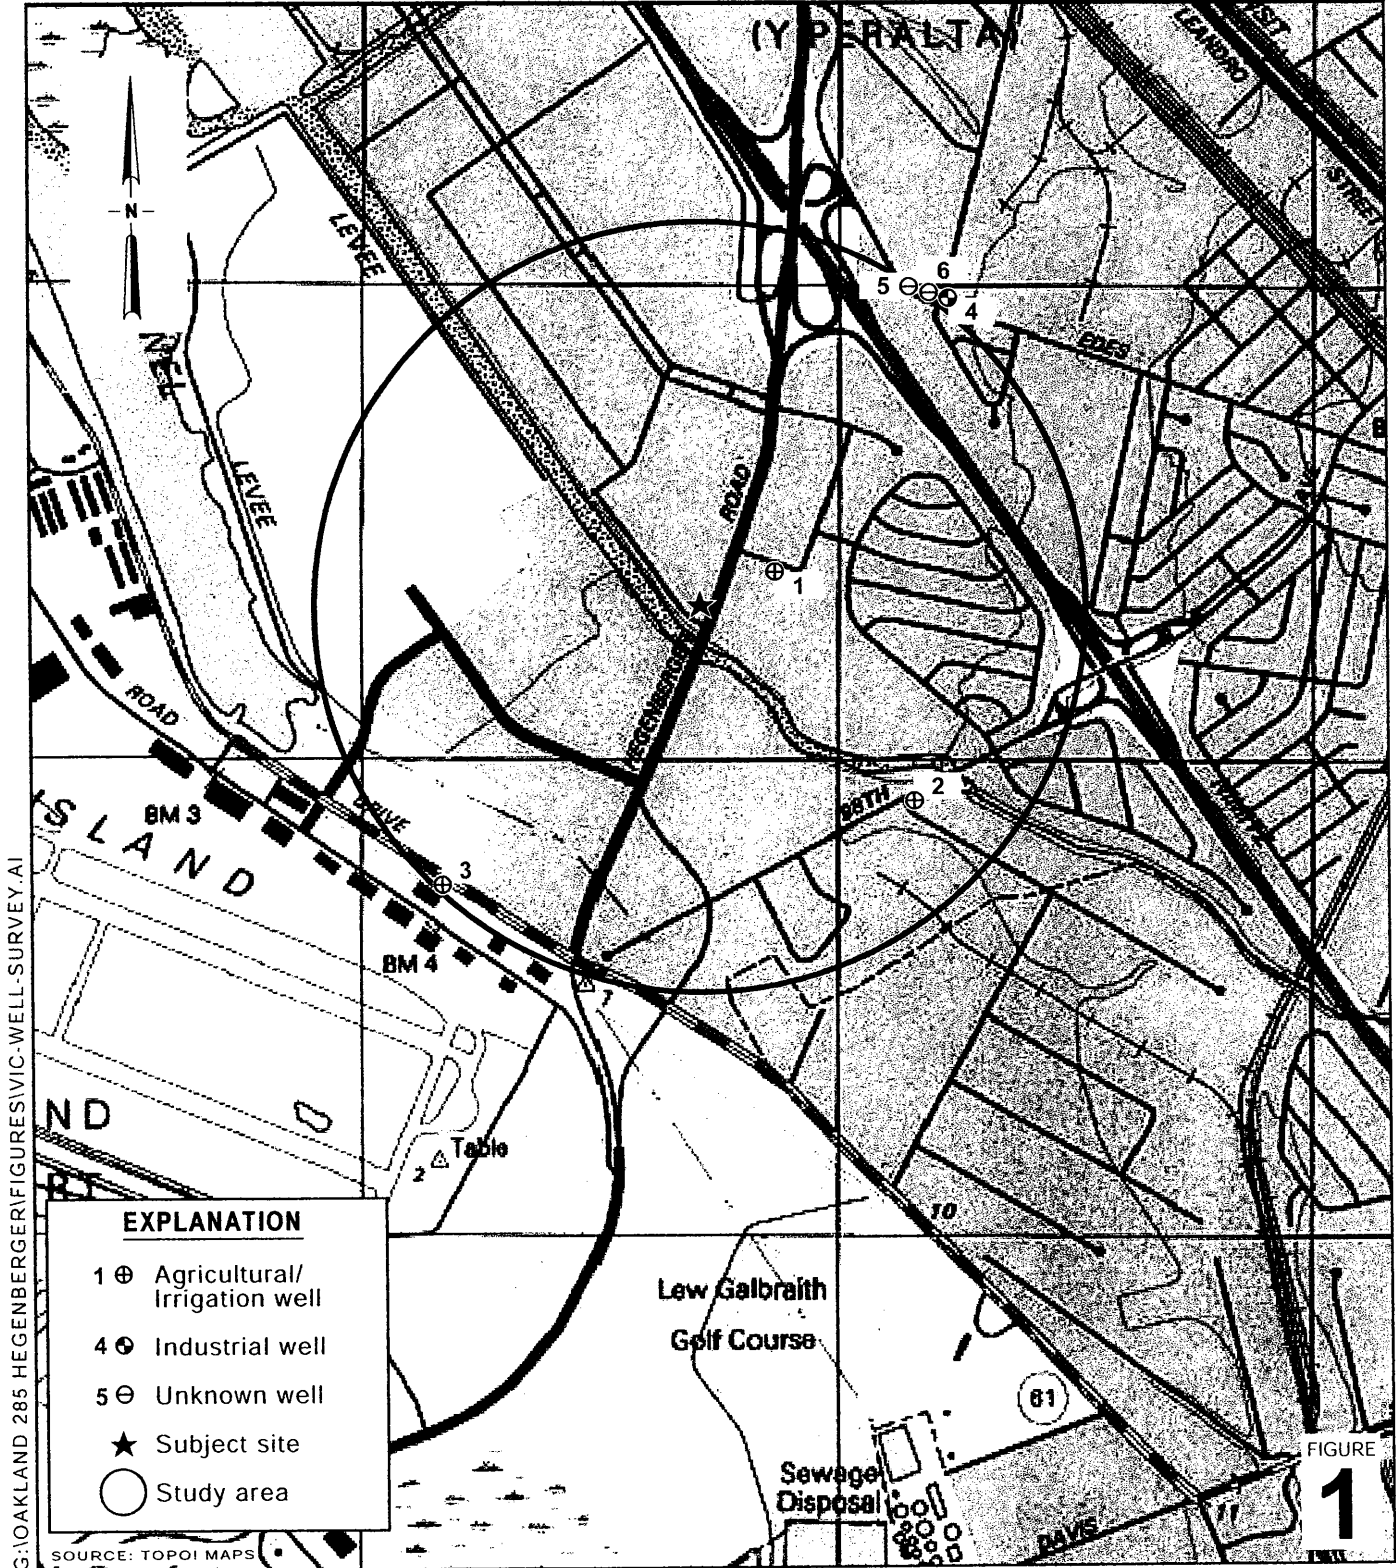 (Y PERALTA)
LEANDRO
STREET
N
LEVEE
6
5
4
EDES
LEVEE
ROAD
1
HEGENBERGER
ROAD
2
98TH
BM 3
DRIVE
3
ISLAND
BM 4
7
ND
Table
2
10
Lew Galbraith
Golf Course
61
Sewage
Disposal
DAVIS
11
EXPLANATION
1 Agricultural/
Irrigation well
4 Industrial well
5 Unknown well
Subject site
Study area
SOURCE: TOPO! MAPS
FIGURE
1
G:\OAKLAND 285 HEGENBERGER\FIGURES\VIC-WELL-SURVEY.AI